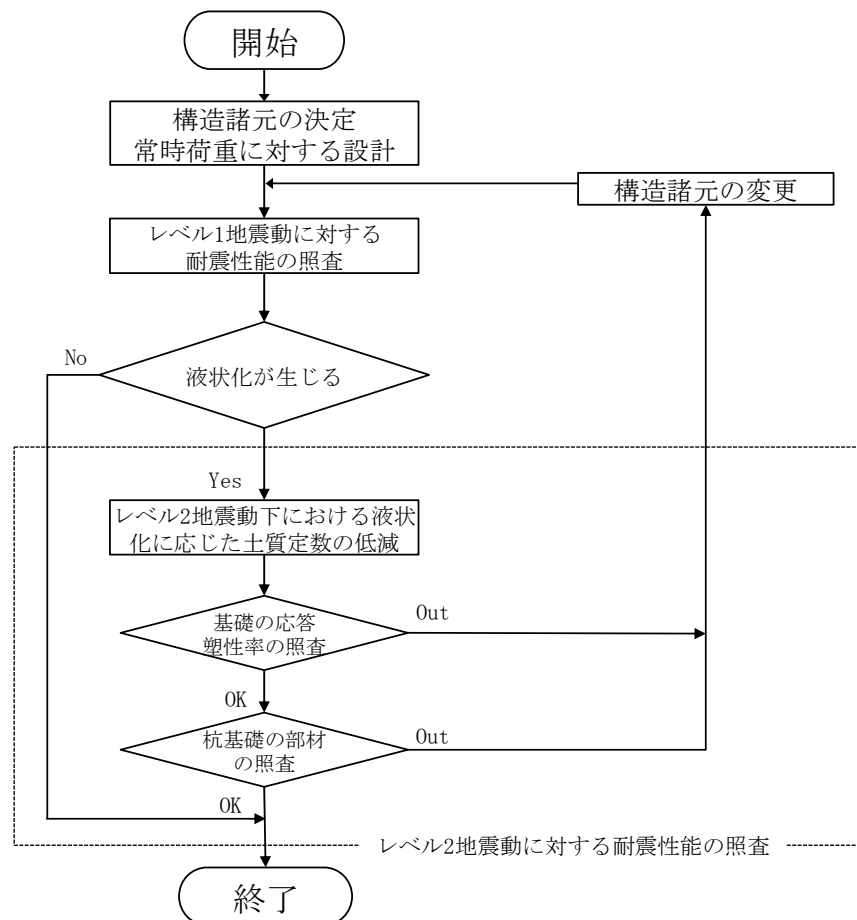 開始
構造諸元の決定
常時荷重に対する設計
構造諸元の変更
レベル1地震動に対する
耐震性能の照査
No
液状化が生じる
Yes
レベル2地震動下における液状
化に応じた土質定数の低減
基礎の応答
塑性率の照査
Out
OK
杭基礎の部材
の照査
Out
OK
レベル2地震動に対する耐震性能の照査
終了